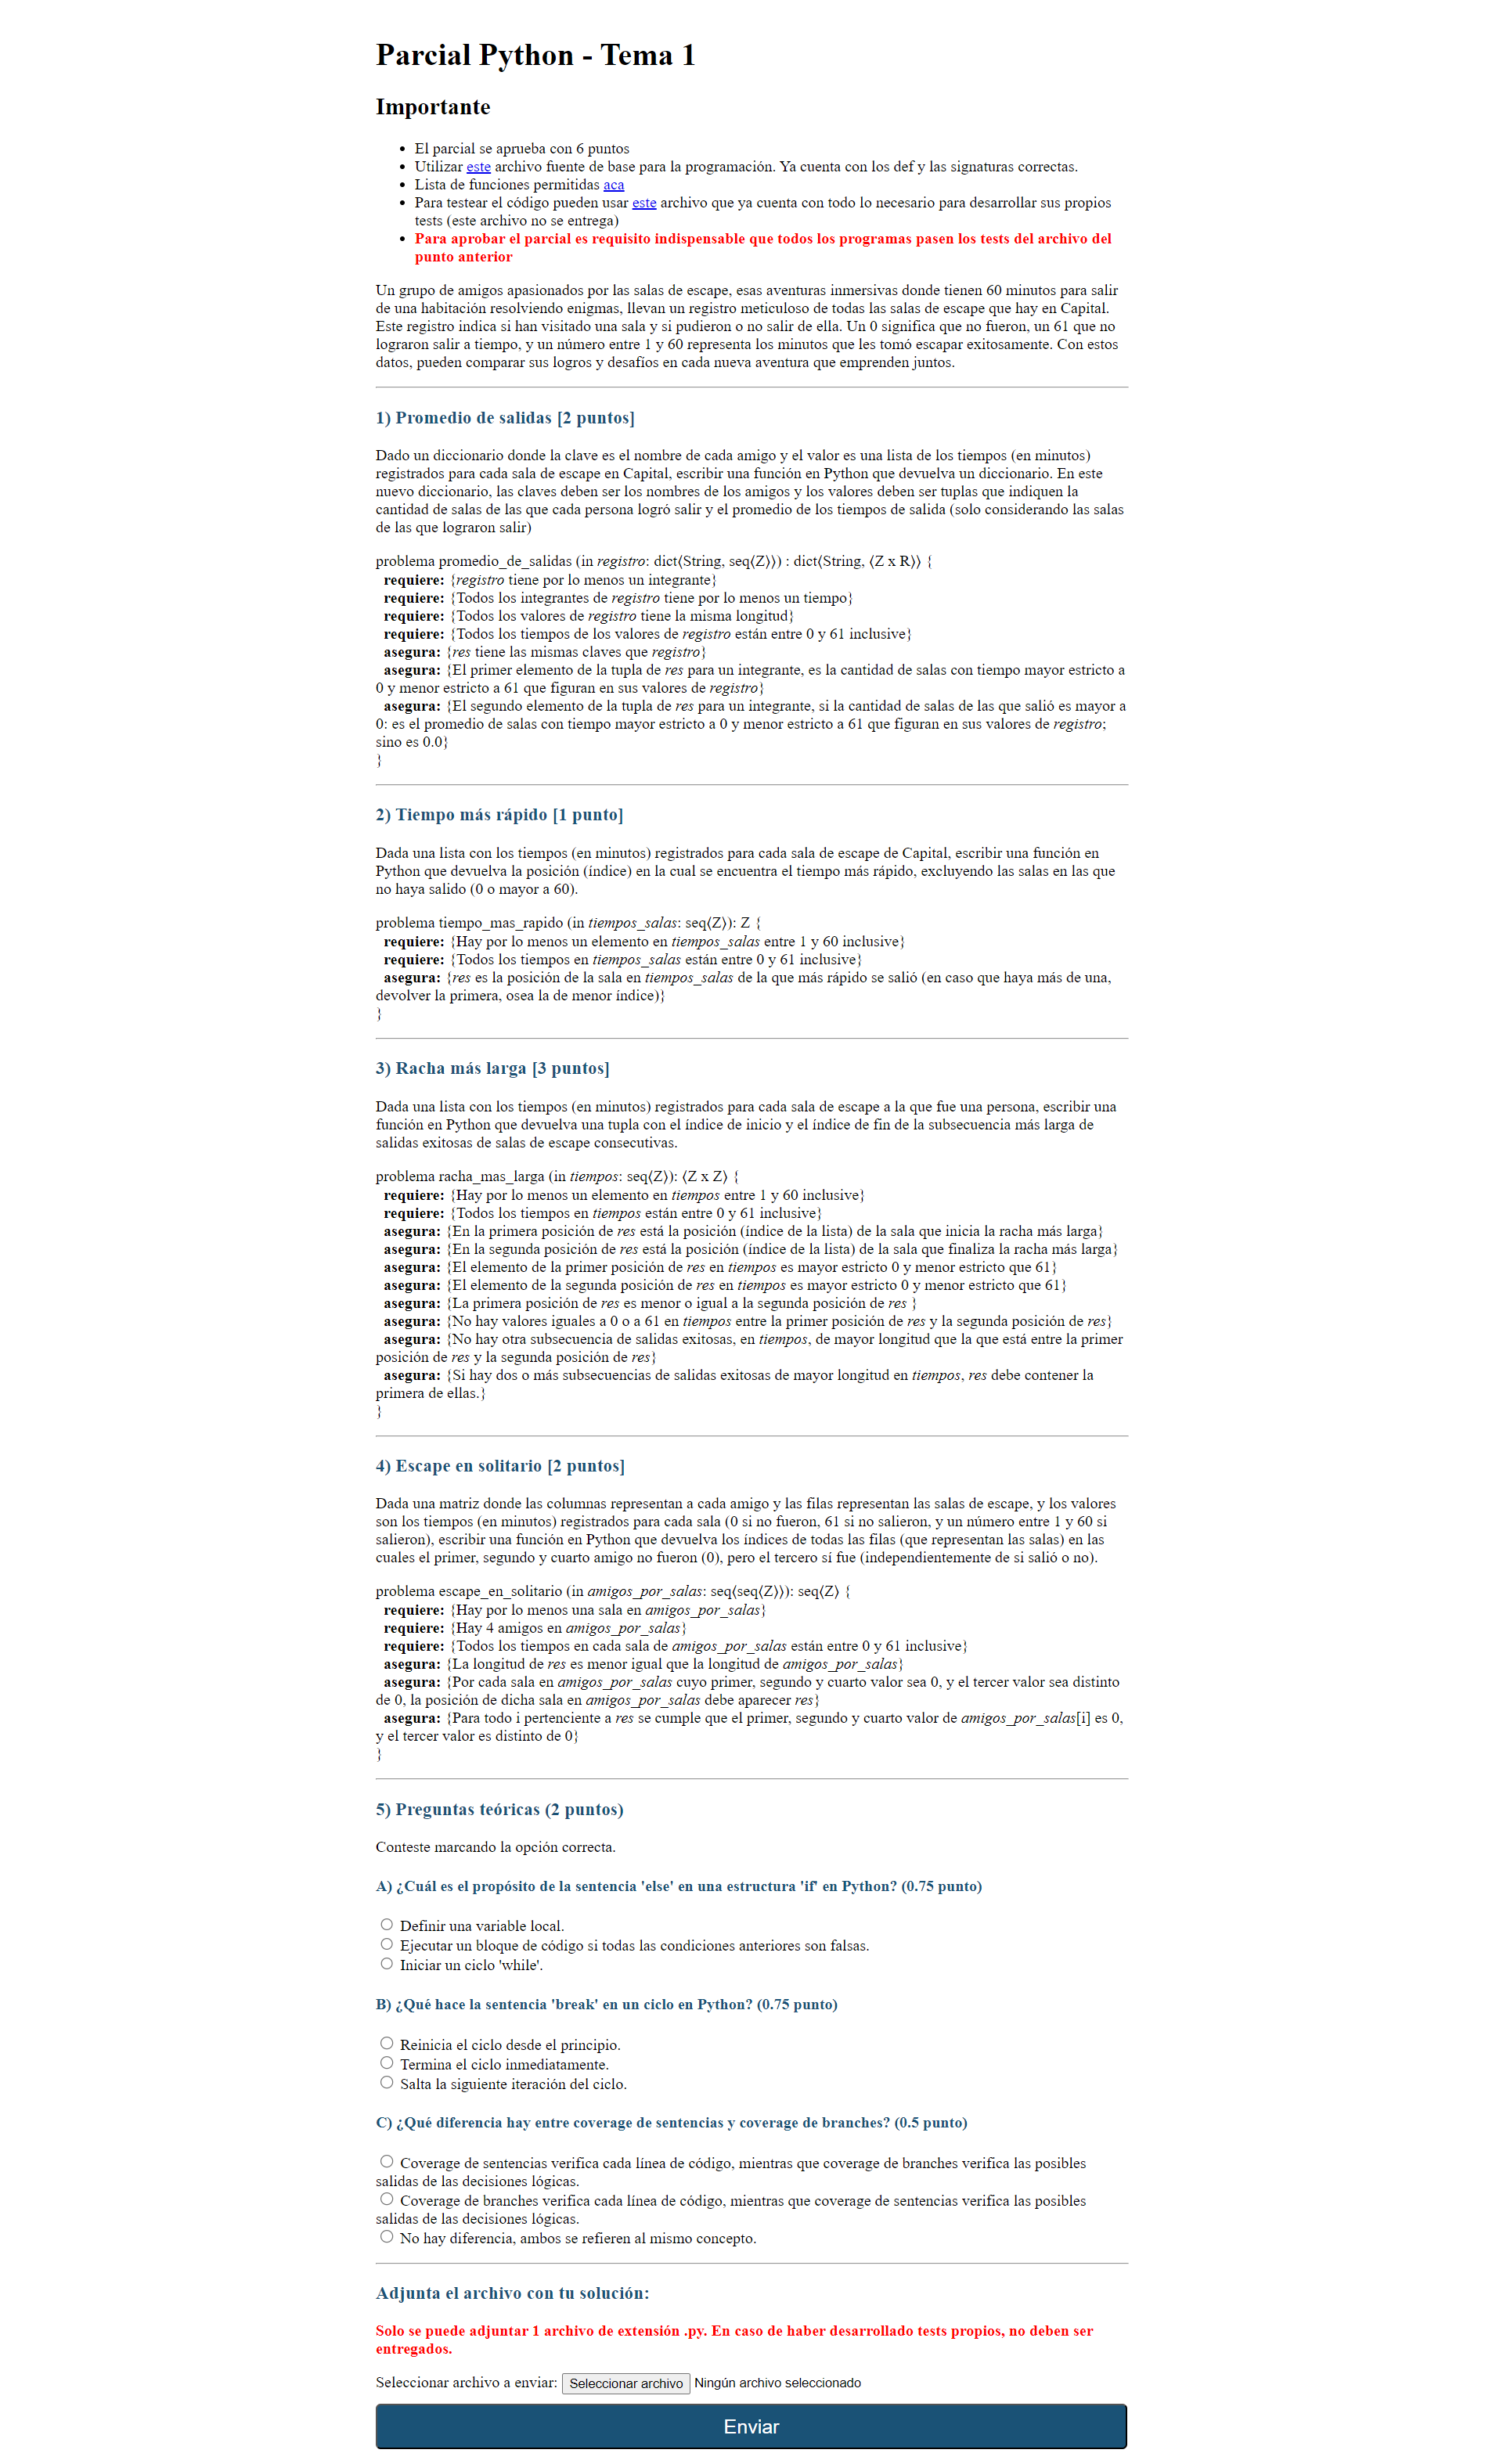 Parcial Python - Tema 1
Importante
• El parcial se aprueba con 6 puntos
• Utilizar este archivo fuente de base para la programación. Ya cuenta con los def y las signaturas correctas.
• Lista de funciones permitidas aca
• Para testear el código pueden usar este archivo que ya cuenta con todo lo necesario para desarrollar sus propios
tests (este archivo no se entrega)
• Para aprobar el parcial es requisito indispensable que todos los programas pasen los tests del archivo del
punto anterior
Un grupo de amigos apasionados por las salas de escape, esas aventuras inmersivas donde tienen 60 minutos para salir
de una habitación resolviendo enigmas, llevan un registro meticuloso de todas las salas de escape que hay en Capital.
Este registro indica si han visitado una sala y si pudieron o no salir de ella. Un 0 significa que no fueron, un 61 que no
lograron salir a tiempo, y un número entre 1 y 60 representa los minutos que les tomó escapar exitosamente. Con estos
datos, pueden comparar sus logros y desafíos en cada nueva aventura que emprenden juntos.
1) Promedio de salidas [2 puntos]
Dado un diccionario donde la clave es el nombre de cada amigo y el valor es una lista de los tiempos (en minutos)
registrados para cada sala de escape en Capital, escribir una función en Python que devuelva un diccionario. En este
nuevo diccionario, las claves deben ser los nombres de los amigos y los valores deben ser tuplas que indiquen la
cantidad de salas de las que cada persona logró salir y el promedio de los tiempos de salida (solo considerando las salas
de las que lograron salir)
problema promedio_de_salidas (in registro: dict⟨String, seq⟨Z⟩⟩) : dict⟨String, ⟨Z x R⟩⟩ {
requiere: {registro tiene por lo menos un integrante}
requiere: {Todos los integrantes de registro tiene por lo menos un tiempo}
requiere: {Todos los valores de registro tiene la misma longitud}
requiere: {Todos los tiempos de los valores de registro están entre 0 y 61 inclusive}
asegura: {res tiene las mismas claves que registro}
asegura: {El primer elemento de la tupla de res para un integrante, es la cantidad de salas con tiempo mayor estricto a
0 y menor estricto a 61 que figuran en sus valores de registro}
asegura: {El segundo elemento de la tupla de res para un integrante, si la cantidad de salas de las que salió es mayor a
0: es el promedio de salas con tiempo mayor estricto a 0 y menor estricto a 61 que figuran en sus valores de registro;
sino es 0.0}
}
2) Tiempo más rápido [1 punto]
Dada una lista con los tiempos (en minutos) registrados para cada sala de escape de Capital, escribir una función en
Python que devuelva la posición (índice) en la cual se encuentra el tiempo más rápido, excluyendo las salas en las que
no haya salido (0 o mayor a 60).
problema tiempo_mas_rapido (in tiempos_salas: seq⟨Z⟩): Z {
requiere: {Hay por lo menos un elemento en tiempos_salas entre 1 y 60 inclusive}
requiere: {Todos los tiempos en tiempos_salas están entre 0 y 61 inclusive}
asegura: {res es la posición de la sala en tiempos_salas de la que más rápido se salió (en caso que haya más de una,
devolver la primera, osea la de menor índice)}
}
3) Racha más larga [3 puntos]
Dada una lista con los tiempos (en minutos) registrados para cada sala de escape a la que fue una persona, escribir una
función en Python que devuelva una tupla con el índice de inicio y el índice de fin de la subsecuencia más larga de
salidas exitosas de salas de escape consecutivas.
problema racha_mas_larga (in tiempos: seq⟨Z⟩): ⟨Z x Z⟩ {
requiere: {Hay por lo menos un elemento en tiempos entre 1 y 60 inclusive}
requiere: {Todos los tiempos en tiempos están entre 0 y 61 inclusive}
asegura: {En la primera posición de res está la posición (índice de la lista) de la sala que inicia la racha más larga}
asegura: {En la segunda posición de res está la posición (índice de la lista) de la sala que finaliza la racha más larga}
asegura: {El elemento de la primer posición de res en tiempos es mayor estricto 0 y menor estricto que 61}
asegura: {El elemento de la segunda posición de res en tiempos es mayor estricto 0 y menor estricto que 61}
asegura: {La primera posición de res es menor o igual a la segunda posición de res }
asegura: {No hay valores iguales a 0 o a 61 en tiempos entre la primer posición de res y la segunda posición de res}
asegura: {No hay otra subsecuencia de salidas exitosas, en tiempos, de mayor longitud que la que está entre la primer
posición de res y la segunda posición de res}
asegura: {Si hay dos o más subsecuencias de salidas exitosas de mayor longitud en tiempos, res debe contener la
primera de ellas.}
}
4) Escape en solitario [2 puntos]
Dada una matriz donde las columnas representan a cada amigo y las filas representan las salas de escape, y los valores
son los tiempos (en minutos) registrados para cada sala (0 si no fueron, 61 si no salieron, y un número entre 1 y 60 si
salieron), escribir una función en Python que devuelva los índices de todas las filas (que representan las salas) en las
cuales el primer, segundo y cuarto amigo no fueron (0), pero el tercero sí fue (independientemente de si salió o no).
problema escape_en_solitario (in amigos_por_salas: seq⟨seq⟨Z⟩⟩): seq⟨Z⟩ {
requiere: {Hay por lo menos una sala en amigos_por_salas}
requiere: {Hay 4 amigos en amigos_por_salas}
requiere: {Todos los tiempos en cada sala de amigos_por_salas están entre 0 y 61 inclusive}
asegura: {La longitud de res es menor igual que la longitud de amigos_por_salas}
asegura: {Por cada sala en amigos_por_salas cuyo primer, segundo y cuarto valor sea 0, y el tercer valor sea distinto
de 0, la posición de dicha sala en amigos_por_salas debe aparecer res}
asegura: {Para todo i pertenciente a res se cumple que el primer, segundo y cuarto valor de amigos_por_salas[i] es 0,
y el tercer valor es distinto de 0}
}
5) Preguntas teóricas (2 puntos)
Conteste marcando la opción correcta.
A) ¿Cuál es el propósito de la sentencia 'else' en una estructura 'if' en Python? (0.75 punto)
Definir una variable local.
Ejecutar un bloque de código si todas las condiciones anteriores son falsas.
Iniciar un ciclo 'while'.
B) ¿Qué hace la sentencia 'break' en un ciclo en Python? (0.75 punto)
Reinicia el ciclo desde el principio.
Termina el ciclo inmediatamente.
Salta la siguiente iteración del ciclo.
C) ¿Qué diferencia hay entre coverage de sentencias y coverage de branches? (0.5 punto)
Coverage de sentencias verifica cada línea de código, mientras que coverage de branches verifica las posibles
salidas de las decisiones lógicas.
Coverage de branches verifica cada línea de código, mientras que coverage de sentencias verifica las posibles
salidas de las decisiones lógicas.
No hay diferencia, ambos se refieren al mismo concepto.
Adjunta el archivo con tu solución:
Solo se puede adjuntar 1 archivo de extensión .py. En caso de haber desarrollado tests propios, no deben ser
entregados.
Seleccionar archivo a enviar: Seleccionar archivo Ningún archivo seleccionado
Enviar